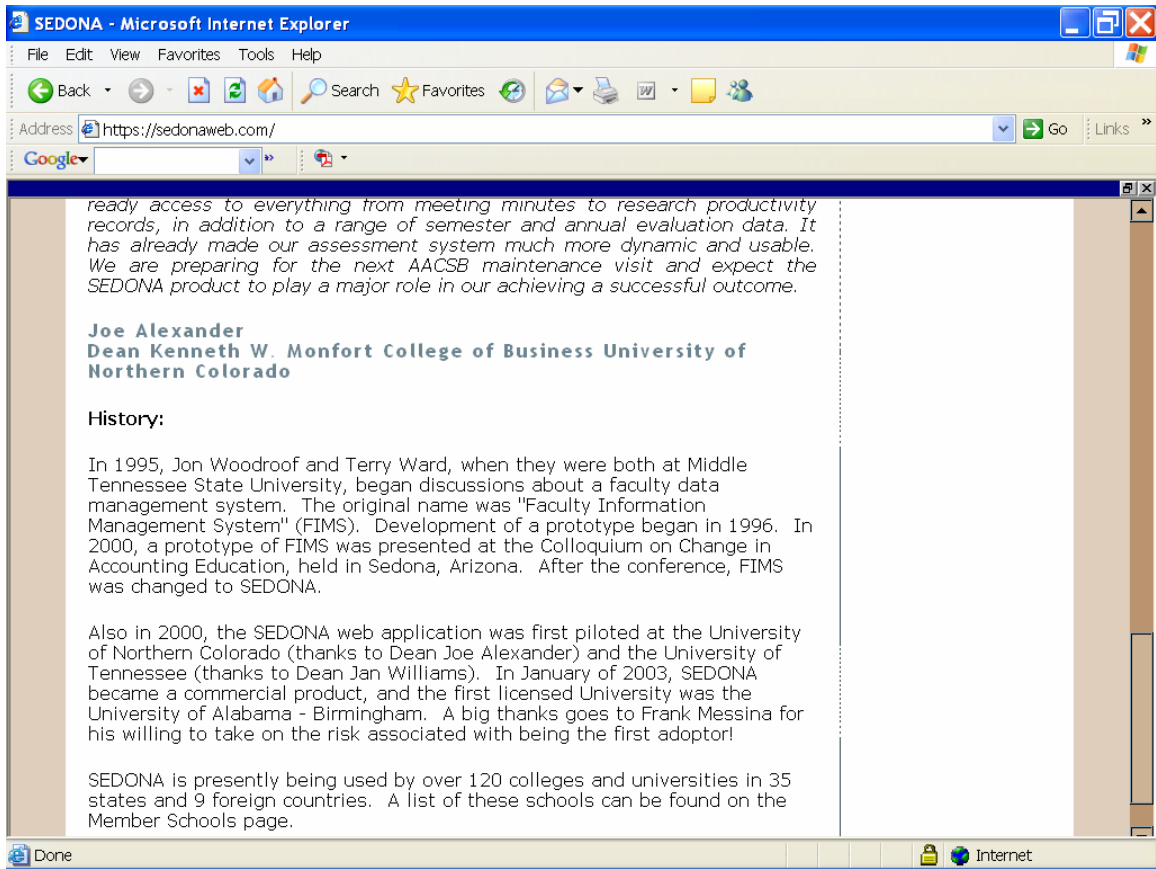 SEDONA - Microsoft Internet Explorer
File Edit View Favorites Tools Help
Back Search Favorites W
Address https://sedonaweb.com/ Go Links »
Google
ready access to everything from meeting minutes to research productivity
records, in addition to a range of semester and annual evaluation data. It
has already made our assessment system much more dynamic and usable.
We are preparing for the next AACSB maintenance visit and expect the
SEDONA product to play a major role in our achieving a successful outcome.
Joe Alexander
Dean Kenneth W. Monfort College of Business University of
Northern Colorado
History:
In 1995, Jon Woodroof and Terry Ward, when they were both at Middle
Tennessee State University, began discussions about a faculty data
management system. The original name was "Faculty Information
Management System" (FIMS). Development of a prototype began in 1996. In
2000, a prototype of FIMS was presented at the Colloquium on Change in
Accounting Education, held in Sedona, Arizona. After the conference, FIMS
was changed to SEDONA.
Also in 2000, the SEDONA web application was first piloted at the University
of Northern Colorado (thanks to Dean Joe Alexander) and the University of
Tennessee (thanks to Dean Jan Williams). In January of 2003, SEDONA
became a commercial product, and the first licensed University was the
University of Alabama - Birmingham. A big thanks goes to Frank Messina for
his willing to take on the risk associated with being the first adoptor!
SEDONA is presently being used by over 120 colleges and universities in 35
states and 9 foreign countries. A list of these schools can be found on the
Member Schools page.
Done Internet